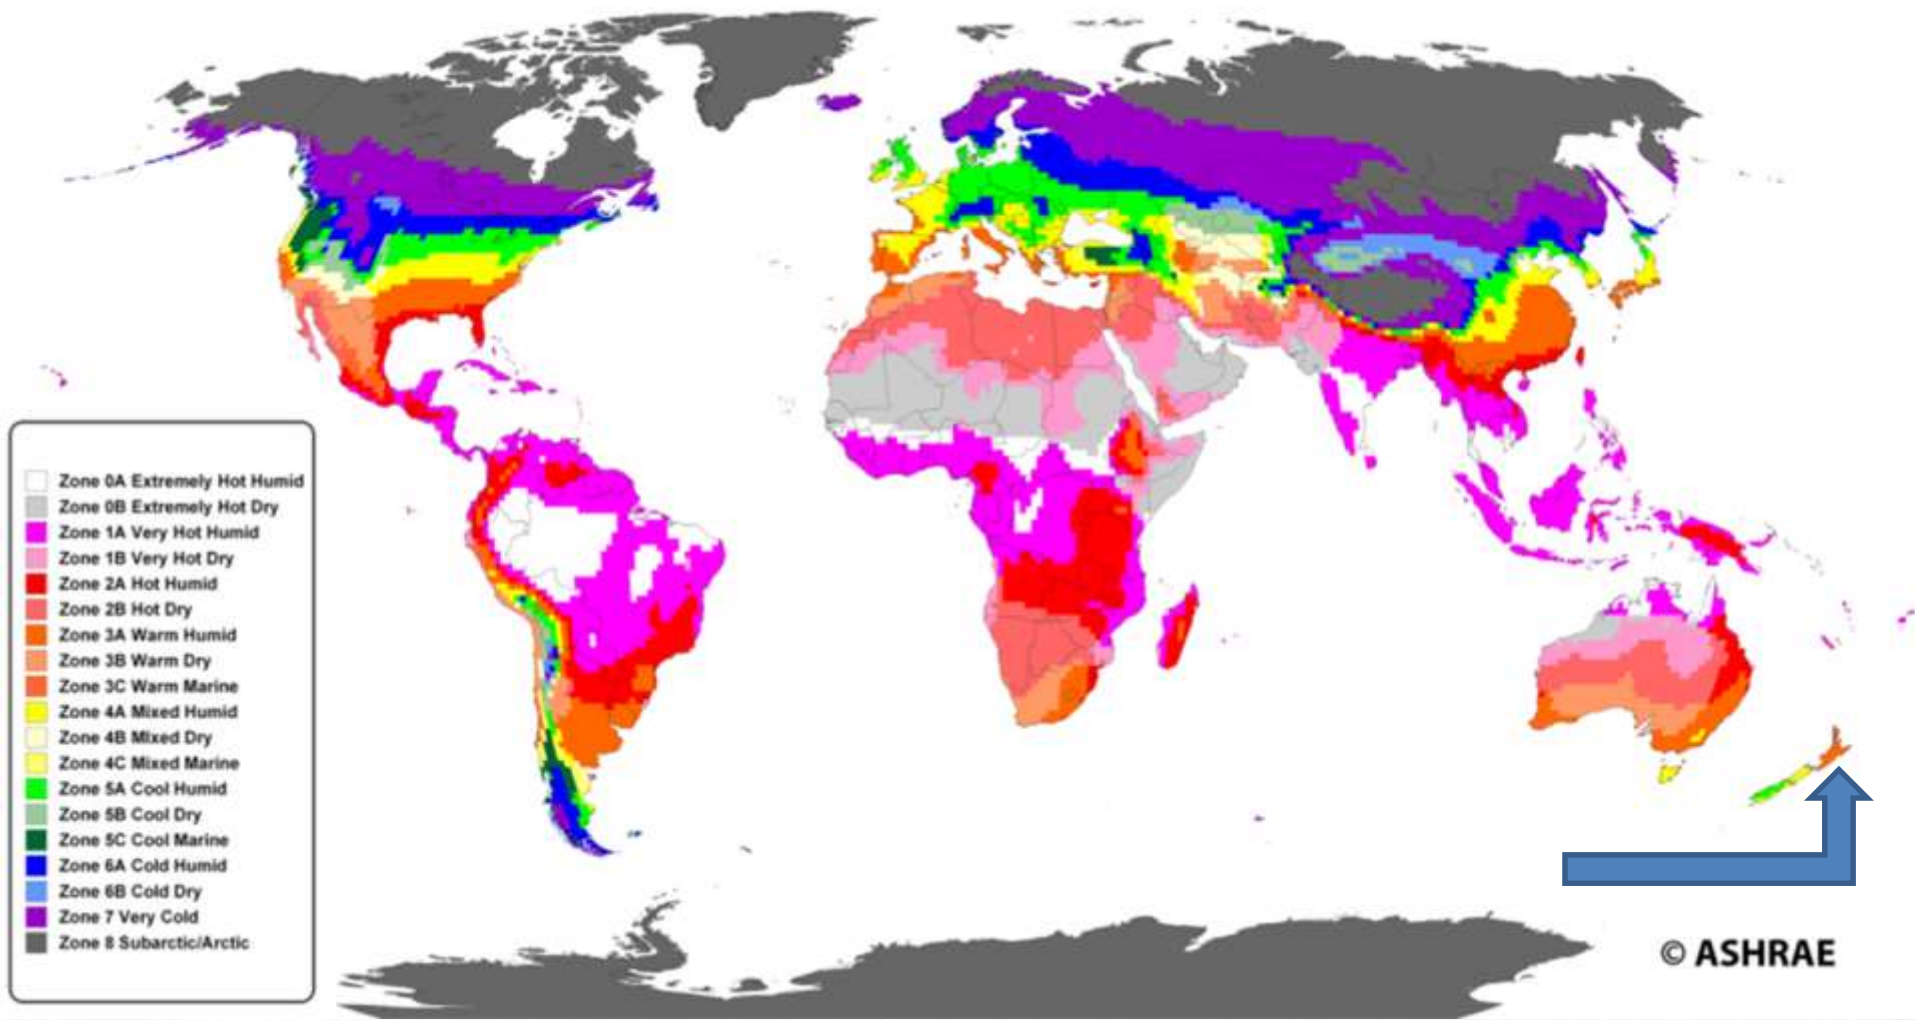 Zone 0A Extremely Hot Humid
Zone 0B Extremely Hot Dry
Zone 1A Very Hot Humid
Zone 1B Very Hot Dry
Zone 2A Hot Humid
Zone 2B Hot Dry
Zone 3A Warm Humid
Zone 3B Warm Dry
Zone 3C Warm Marine
Zone 4A Mixed Humid
Zone 4B Mixed Dry
Zone 4C Mixed Marine
Zone 5A Cool Humid
Zone 5B Cool Dry
Zone 5C Cool Marine
Zone 6A Cold Humid
Zone 6B Cold Dry
Zone 7 Very Cold
Zone 8 Subarctic/Arctic
© ASHRAE